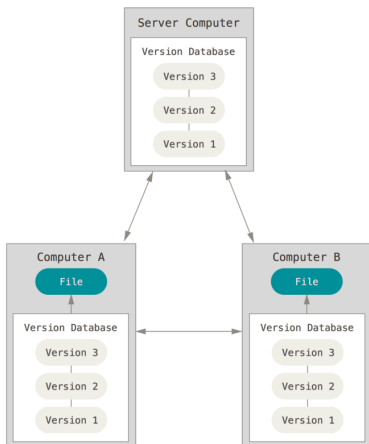 Server Computer
Version Database
Version 3
Version 2
Version 1
Computer A
File
Version Database
Version 3
Version 2
Version 1
Computer B
File
Version Database
Version 3
Version 2
Version 1